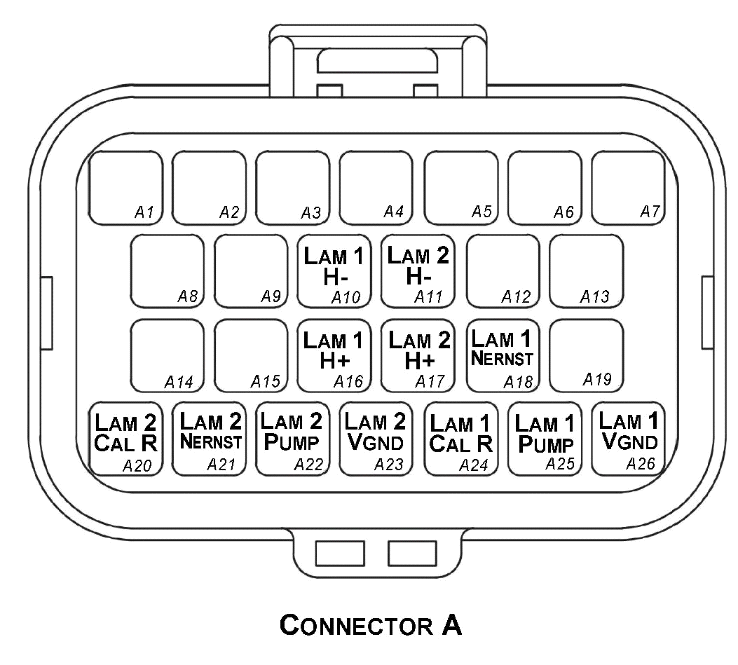 A1 A2 A3 A4 A5 A6 A7
LAM 1 LAM 2
H- H-
A8 A9 A10 A11 A12 A13
LAM 1 LAM 2 LAM 1
H+ H+ NERNST
A14 A15 A16 A17 A18 A19
LAM 2 LAM 2 LAM 2 LAM 2 LAM 1 LAM 1 LAM 1
CAL R NERNST PUMP VGND CAL R PUMP VGND
A20 A21 A22 A23 A24 A25 A26
CONNECTOR A